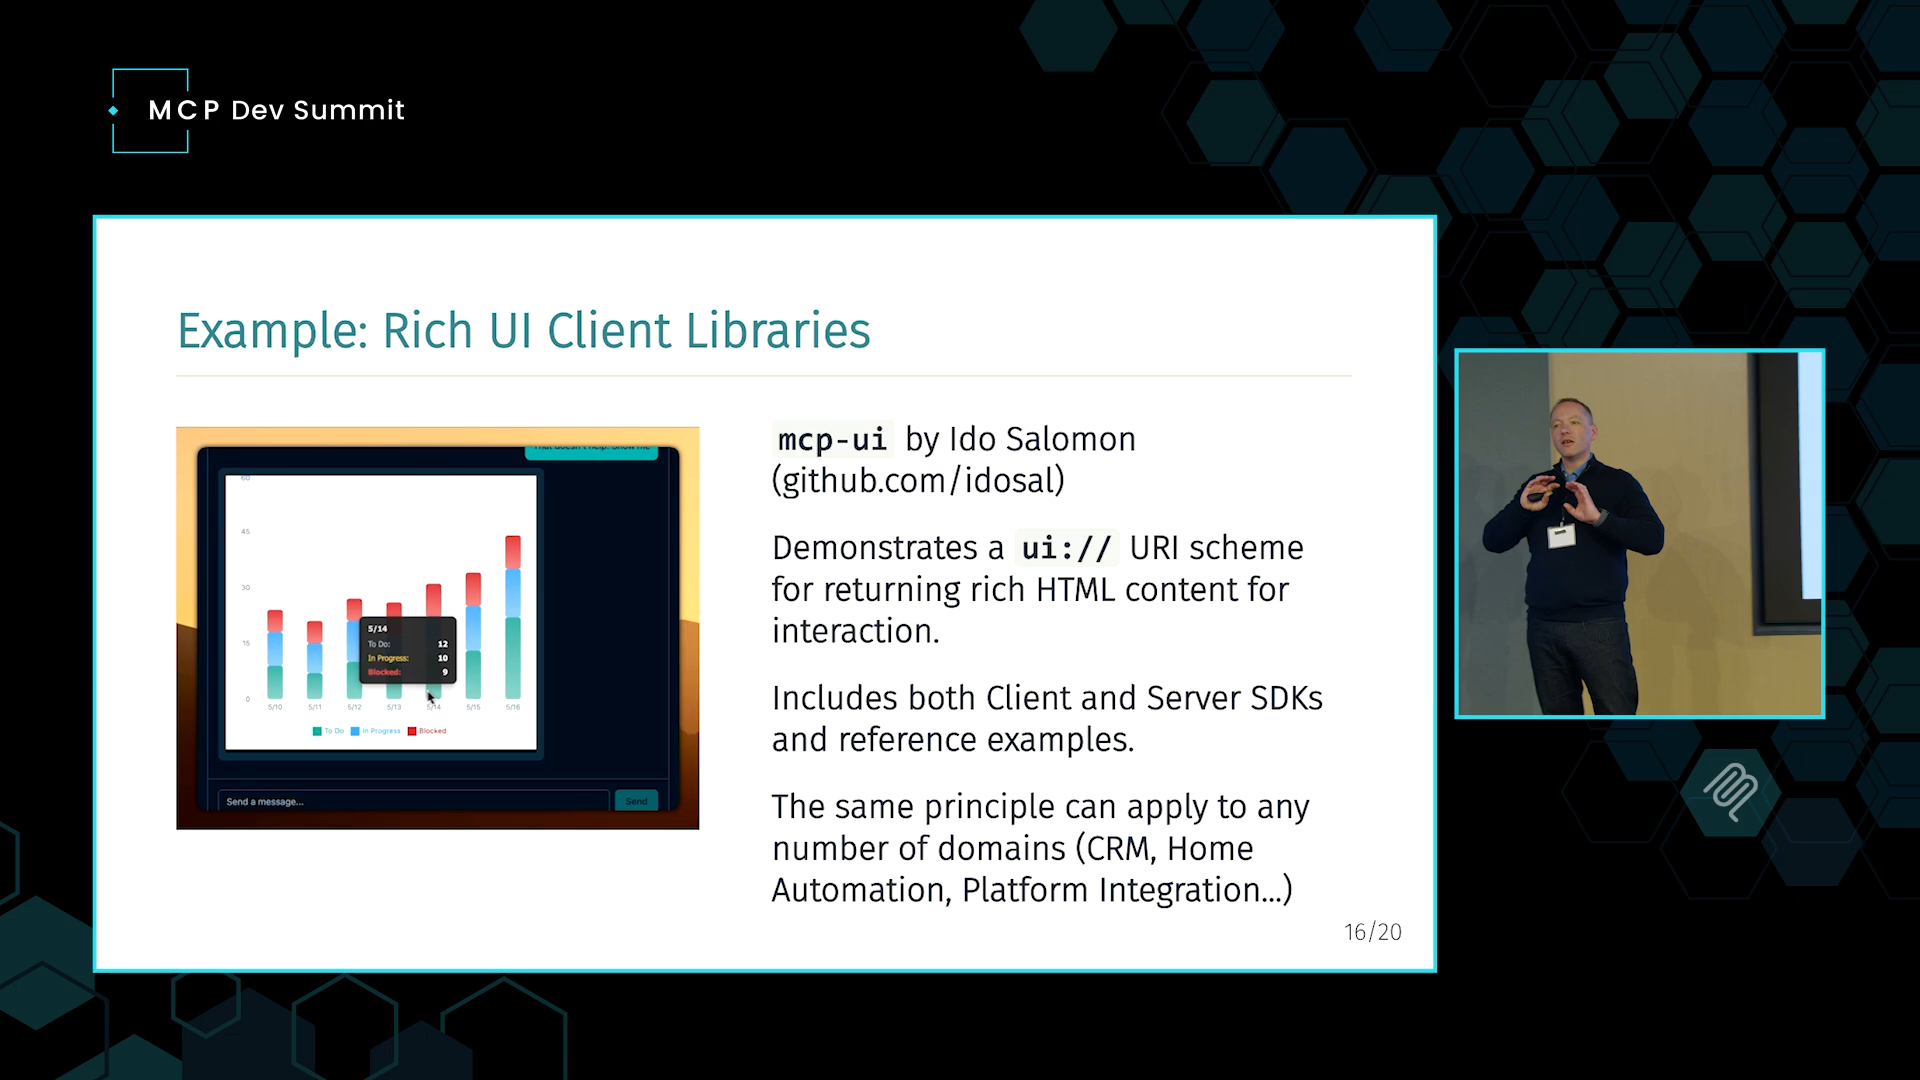 MCP Dev Summit
Example: Rich UI Client Libraries
60
45
30
15
0
5/14
To Do: 12
In Progress: 10
Blocked: 9
5/10 5/11 5/12 5/13 5/14 5/15 5/16
To Do In Progress Blocked
Send a message... Send
mcp-ui by Ido Salomon
(github.com/idosal)
Demonstrates a ui:// URI scheme
for returning rich HTML content for
interaction.
Includes both Client and Server SDKs
and reference examples.
The same principle can apply to any
number of domains (CRM, Home
Automation, Platform Integration...)
16/20